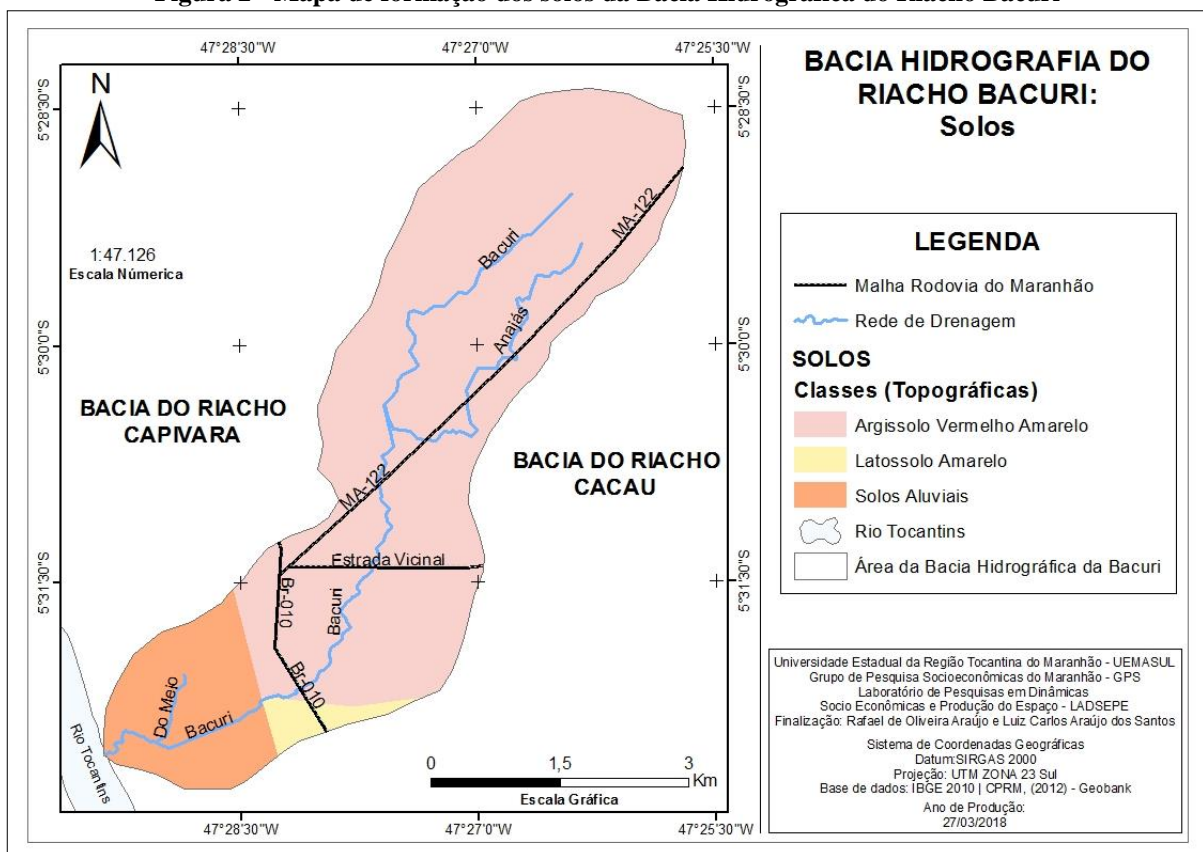 Figura 2 - Mapa de formação dos solos da Bacia Hidrográfica do Riacho Bacuri
47°28'30"W 47°27'0"W 47°25'30"W
5°28'30"S 5°28'30"S
N
1:47.126
Escala Númerica
Bacuri
MA-122
Anajás
5°30'0"S 5°30'0"S
BACIA DO RIACHO
CAPIVARA
BACIA DO RIACHO
CACAU
MA-122
Estrada Vicinal
5°31'30"S 5°31'30"S
Br-010
Bacuri
Br-010
Do Meio
Bacuri
Rio Tocantins
0 1,5 3
Km
Escala Gráfica
47°28'30"W 47°27'0"W 47°25'30"W
BACIA HIDROGRAFIA DO
RIACHO BACURI:
Solos
LEGENDA
Malha Rodovia do Maranhão
Rede de Drenagem
SOLOS
Classes (Topográficas)
Argissolo Vermelho Amarelo
Latossolo Amarelo
Solos Aluviais
Rio Tocantins
Área da Bacia Hidrográfica da Bacuri
Universidade Estadual da Região Tocantina do Maranhão - UEMASUL
Grupo de Pesquisa Socioeconômicas do Maranhão - GPS
Laboratório de Pesquisas em Dinâmicas
Socio Econômicas e Produção do Espaço - LADSEPE
Finalização: Rafael de Oliveira Araújo e Luiz Carlos Araújo dos Santos
Sistema de Coordenadas Geográficas
Datum:SIRGAS 2000
Projeção: UTM ZONA 23 Sul
Base de dados: IBGE 2010 | CPRM, (2012) - Geobank
Ano de Produção:
27/03/2018